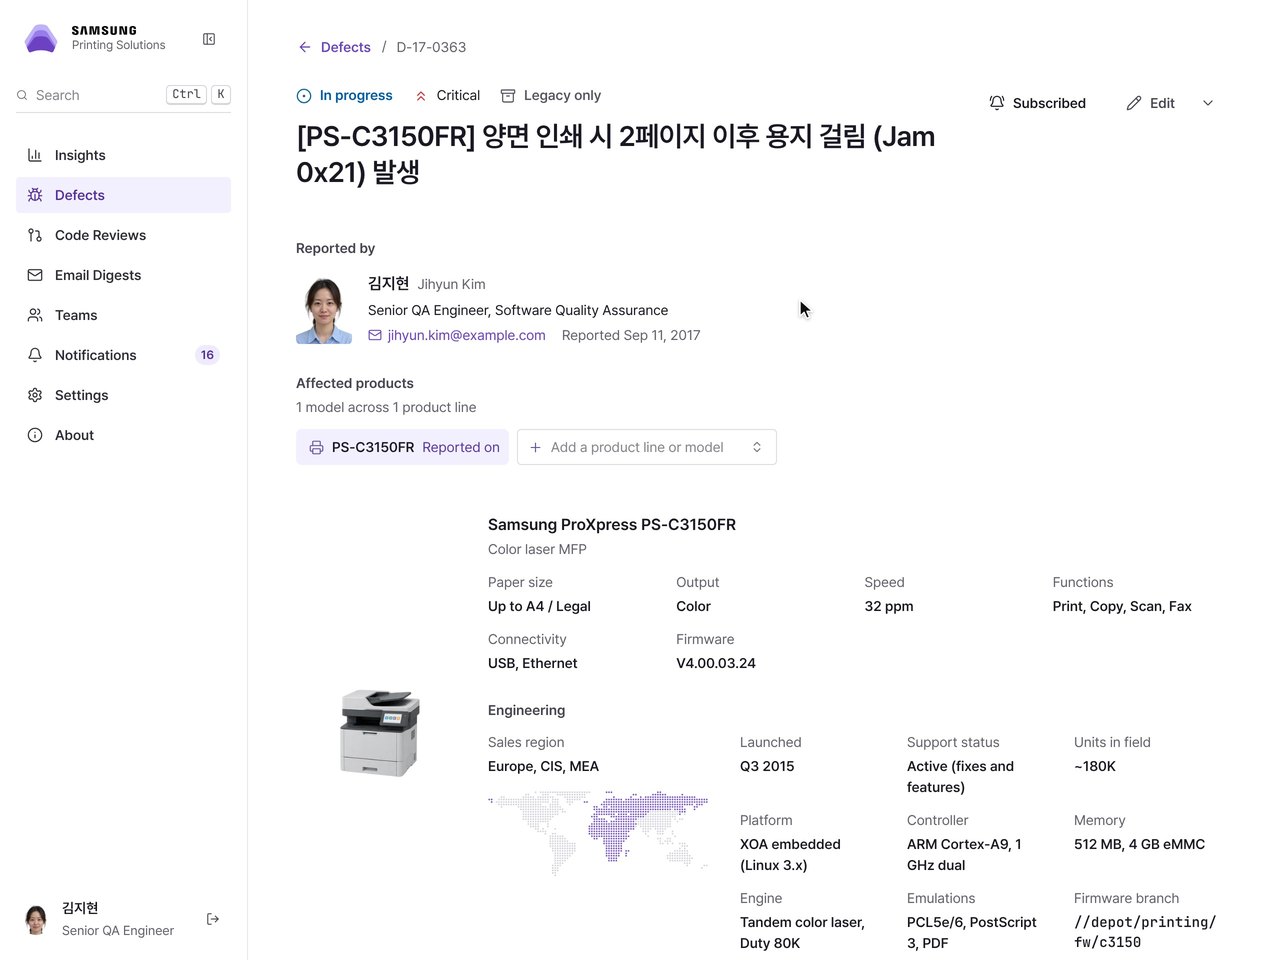 SAMSUNG
Printing Solutions
Search
Ctrl K
Insights
Defects
Code Reviews
Email Digests
Teams
Notifications 16
Settings
About
김지현
Senior QA Engineer
Defects / D-17-0363
In progress Critical Legacy only
Subscribed Edit
[PS-C3150FR] 양면 인쇄 시 2페이지 이후 용지 걸림 (Jam
0x21) 발생
Reported by
김지현 Jihyun Kim
Senior QA Engineer, Software Quality Assurance
jihyun.kim@example.com Reported Sep 11, 2017
Affected products
1 model across 1 product line
PS-C3150FR Reported on
Add a product line or model
Samsung ProXpress PS-C3150FR
Color laser MFP
Paper size
Up to A4 / Legal
Output
Color
Speed
32 ppm
Functions
Print, Copy, Scan, Fax
Connectivity
USB, Ethernet
Firmware
V4.00.03.24
Engineering
Sales region
Europe, CIS, MEA
Launched
Q3 2015
Support status
Active (fixes and
features)
Units in field
~180K
Platform
XOA embedded
(Linux 3.x)
Controller
ARM Cortex-A9, 1
GHz dual
Memory
512 MB, 4 GB eMMC
Engine
Tandem color laser,
Duty 80K
Emulations
PCL5e/6, PostScript
3, PDF
Firmware branch
//depot/printing/
fw/c3150